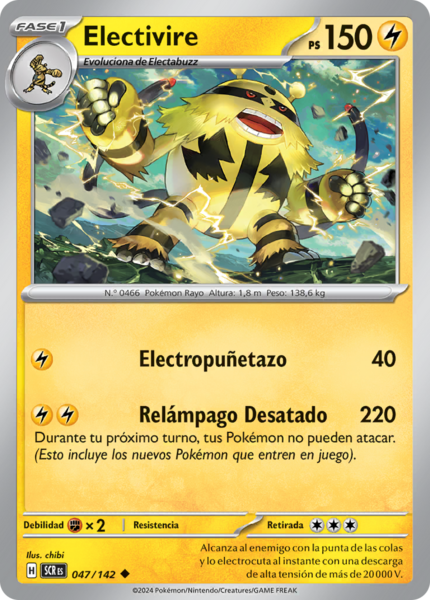 FASE 1
Electivire
PS 150
Evoluciona de Electabuzz
N.º 0466 Pokémon Rayo Altura: 1,8 m Peso: 138,6 kg
Electropuñetazo 40
Relámpago Desatado 220
Durante tu próximo turno, tus Pokémon no pueden atacar.
(Esto incluye los nuevos Pokémon que entren en juego).
Debilidad × 2 Resistencia Retirada
Ilus. chibi
H SCR ES 047/142
Alcanza al enemigo con la punta de las colas
y lo electrocuta al instante con una descarga
de alta tensión de más de 20 000 V.
©2024 Pokémon/Nintendo/Creatures/GAME FREAK